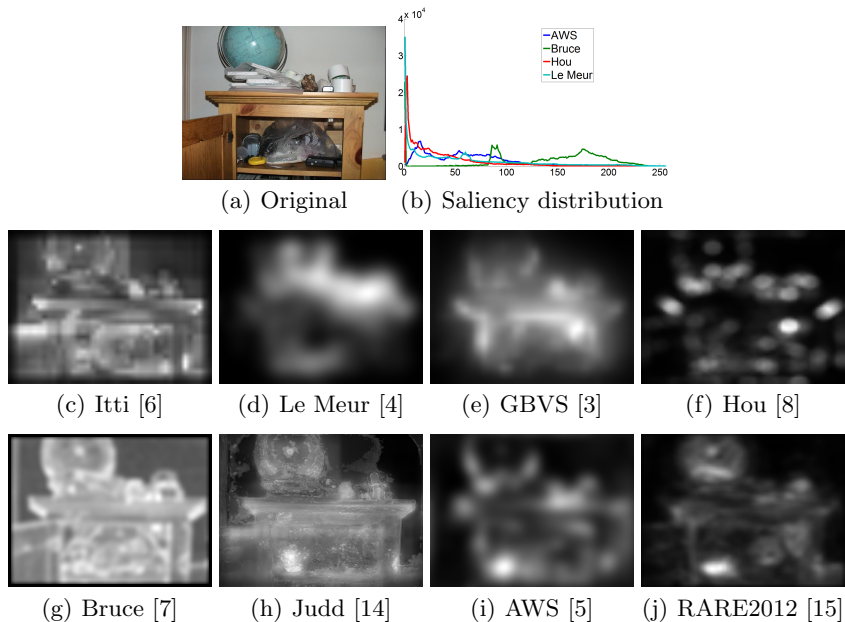 4 x 10⁴
3
2
1
0
0 50 100 150 200 250
AWS
Bruce
Hou
Le Meur
(a) Original (b) Saliency distribution
(c) Itti [6] (d) Le Meur [4] (e) GBVS [3] (f) Hou [8]
(g) Bruce [7] (h) Judd [14] (i) AWS [5] (j) RARE2012 [15]